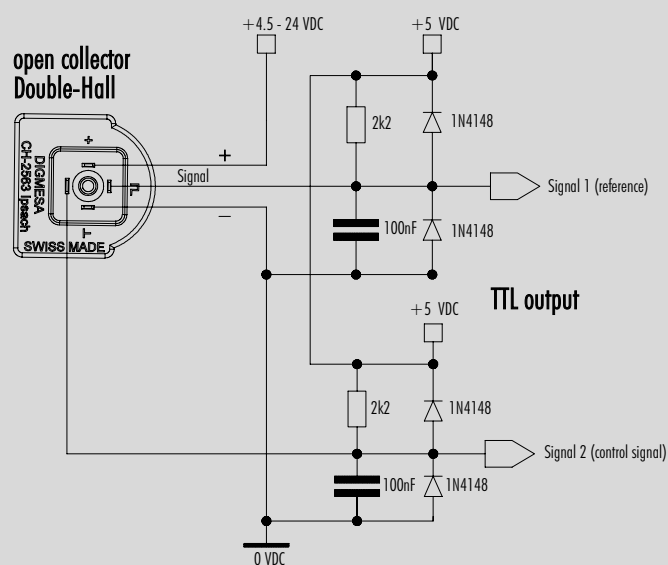 +4.5 - 24 VDC
+5 VDC
open collector
Double-Hall
2k2
1N4148
+
DIGMESA
CH-2563 Ipsach
SWISS MADE
+
Signal
−
Signal 1 (reference)
100nF
1N4148
TTL output
+5 VDC
2k2
1N4148
Signal 2 (control signal)
100nF
1N4148
0 VDC